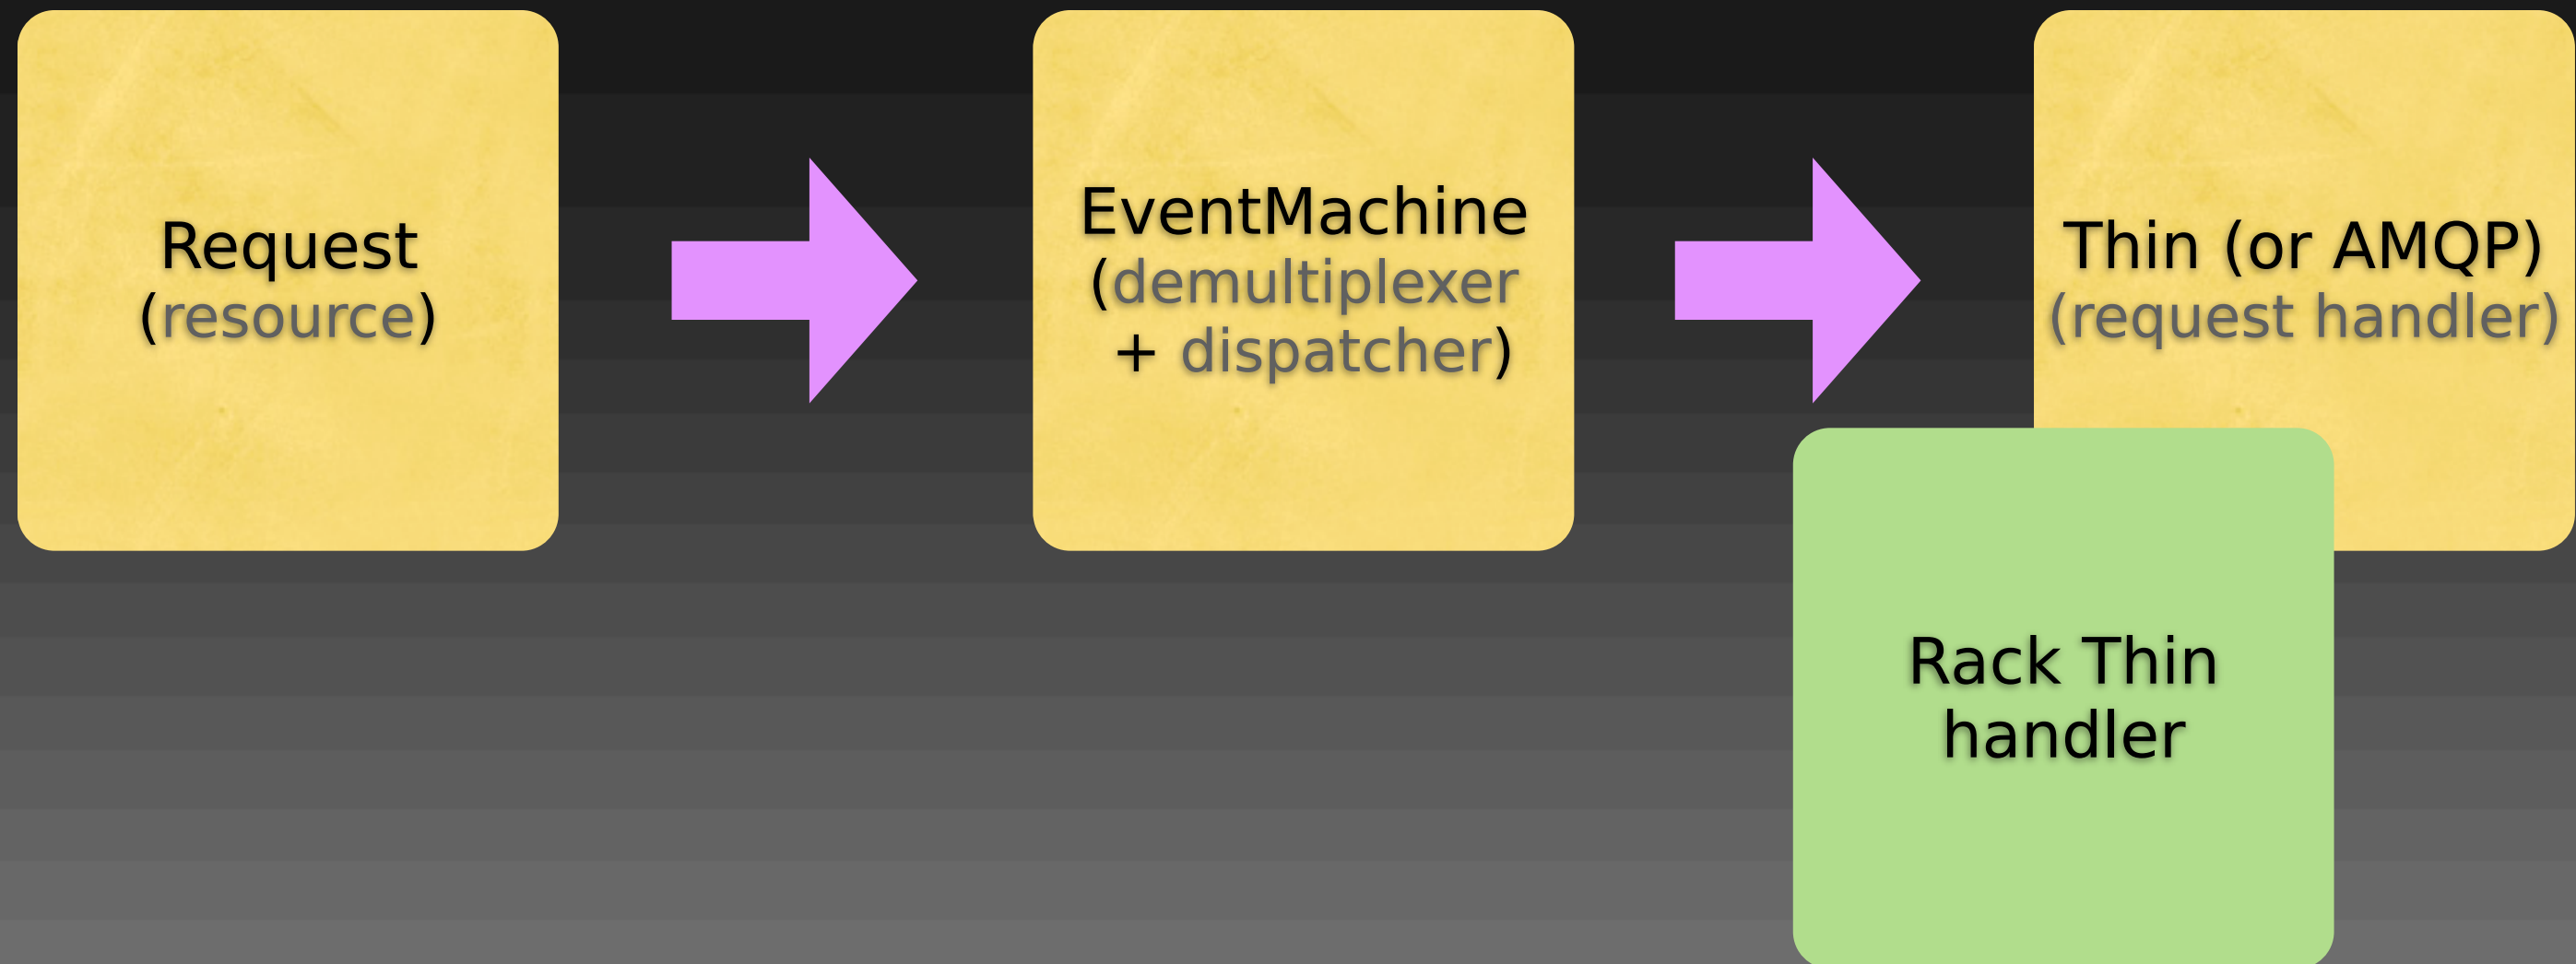 Request
(resource)
EventMachine
(demultiplexer
+ dispatcher)
Thin (or AMQP)
(request handler)
Rack Thin
handler